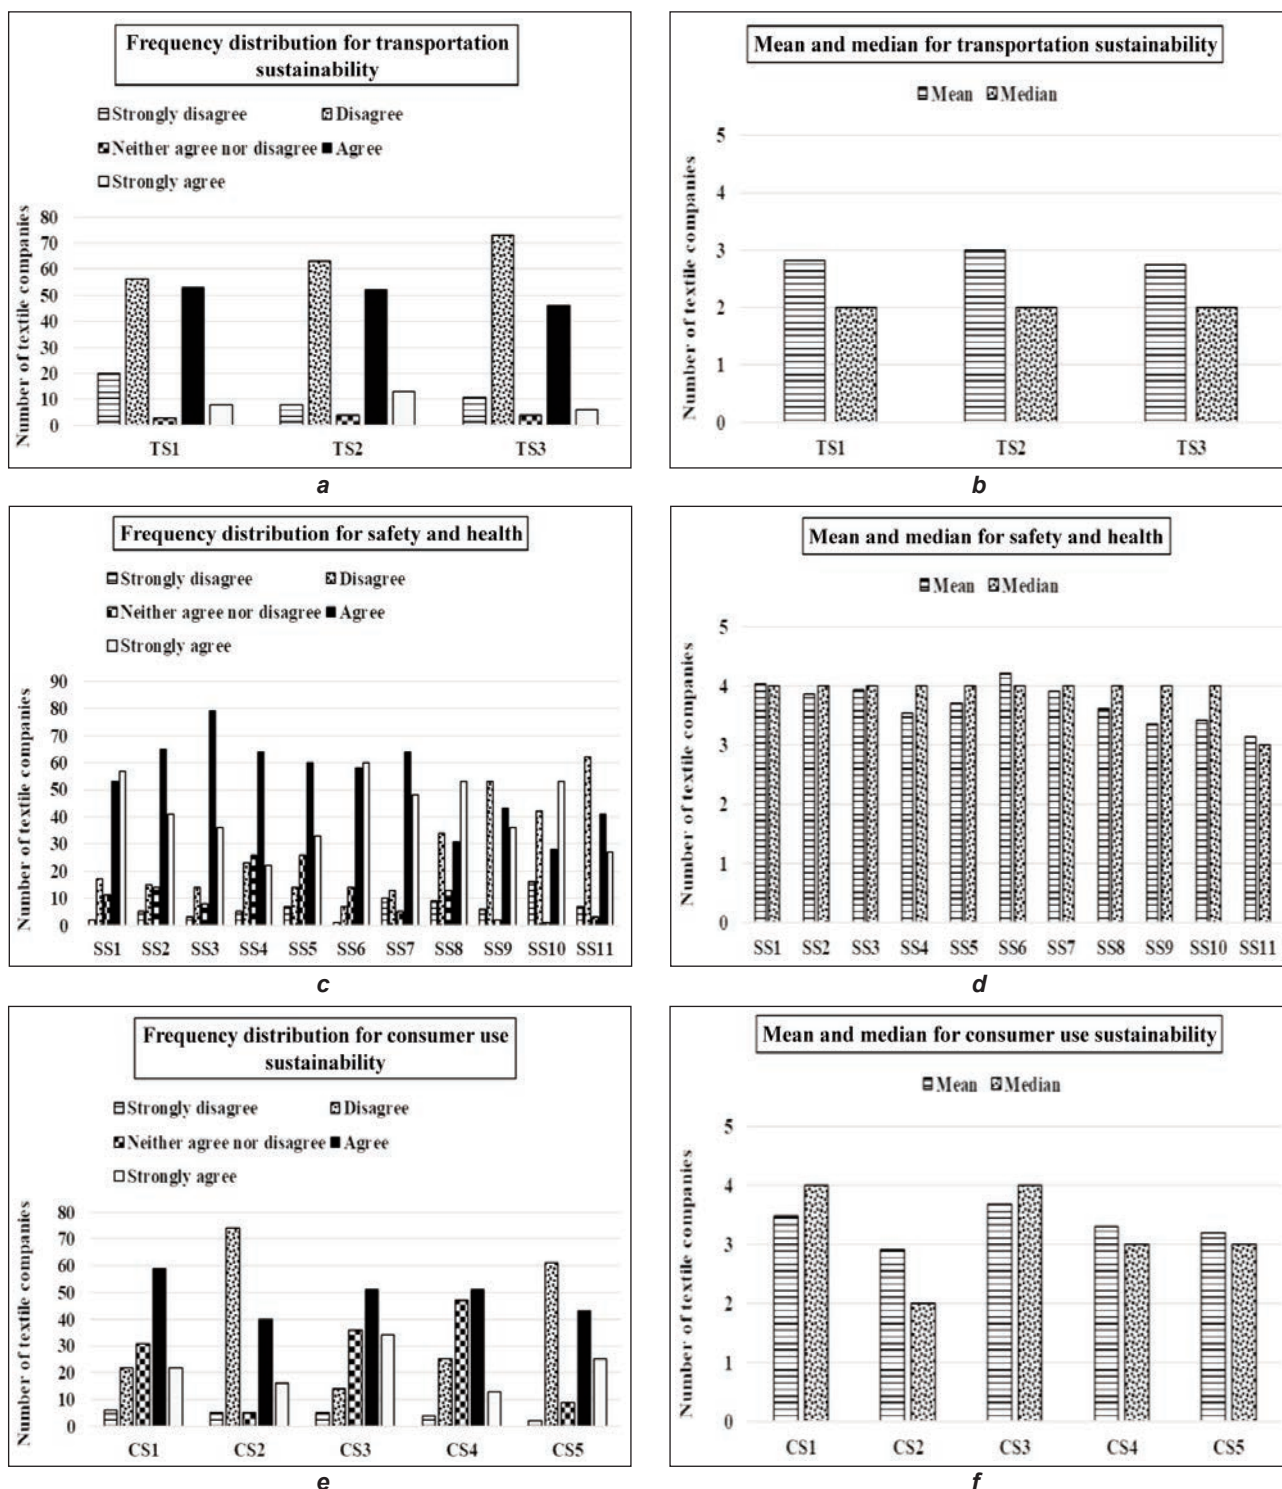 Frequency distribution for transportation
sustainability
Strongly disagree Disagree
Neither agree nor disagree Agree
Strongly agree
Number of textile companies
80
70
60
50
40
30
20
10
0
TS1 TS2 TS3
a
Mean and median for transportation sustainability
Mean Median
Number of textile companies
5
4
3
2
1
0
TS1 TS2 TS3
b
Frequency distribution for safety and health
Strongly disagree Disagree
Neither agree nor disagree Agree
Strongly agree
Number of textile companies
90
80
70
60
50
40
30
20
10
0
SS1 SS2 SS3 SS4 SS5 SS6 SS7 SS8 SS9 SS10 SS11
c
Mean and median for safety and health
Mean Median
Number of textile companies
5
4
3
2
1
0
SS1 SS2 SS3 SS4 SS5 SS6 SS7 SS8 SS9 SS10 SS11
d
Frequency distribution for consumer use
sustainability
Strongly disagree Disagree
Neither agree nor disagree Agree
Strongly agree
Number of textile companies
80
70
60
50
40
30
20
10
0
CS1 CS2 CS3 CS4 CS5
e
Mean and median for consumer use sustainability
Mean Median
Number of textile companies
5
4
3
2
1
0
CS1 CS2 CS3 CS4 CS5
f